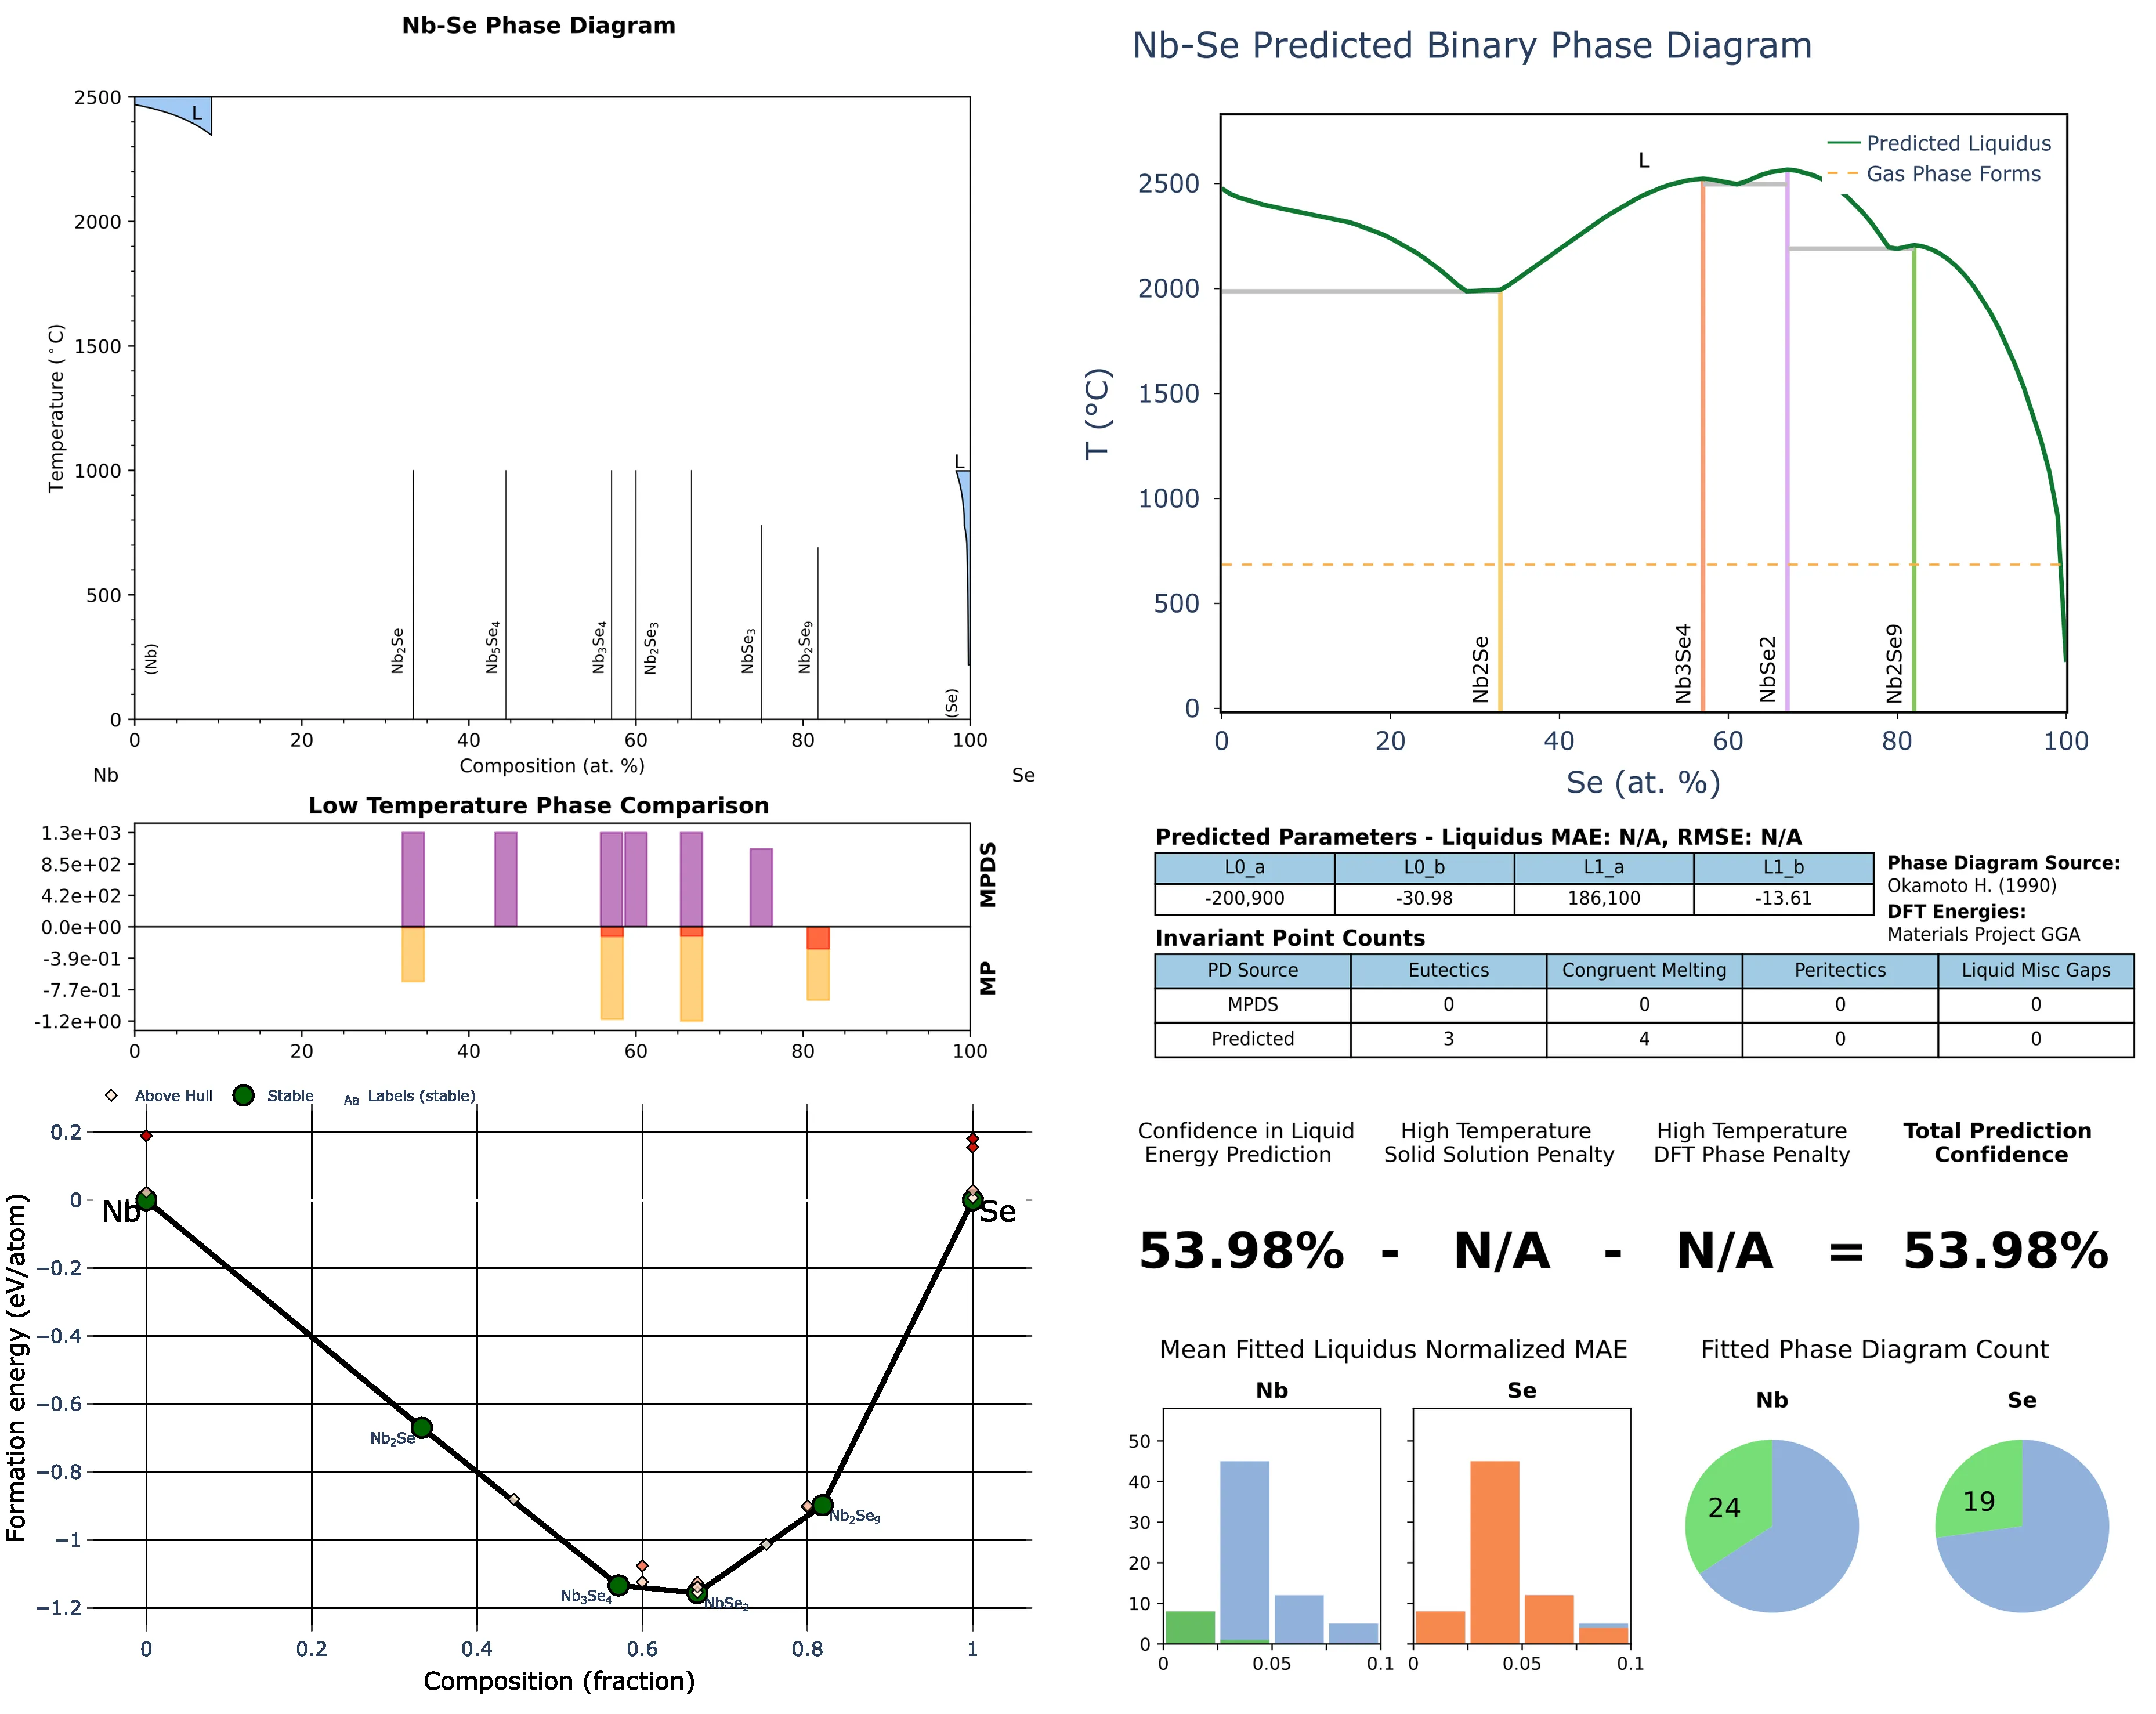 Nb-Se Phase Diagram
2500
2000
1500
1000
500
0
Temperature (°C)
L
L
(Nb)
Nb₂Se
Nb₅Se₄
Nb₃Se₄
Nb₂Se₃
NbSe₃
Nb₂Se₉
(Se)
0 20 40 60 80 100
Composition (at. %)
Nb Se
Low Temperature Phase Comparison
1.3e+03
8.5e+02
4.2e+02
0.0e+00
-3.9e-01
-7.7e-01
-1.2e+00
MPDS
MP
0 20 40 60 80 100
Above Hull Stable Aa Labels (stable)
0.2
0
−0.2
−0.4
−0.6
−0.8
−1
−1.2
Formation energy (eV/atom)
Nb
Se
Nb₂Se
Nb₃Se₄
NbSe₂
Nb₂Se₉
0 0.2 0.4 0.6 0.8 1
Composition (fraction)
Nb-Se Predicted Binary Phase Diagram
L
Predicted Liquidus
Gas Phase Forms
2500
2000
1500
1000
500
0
T (°C)
Nb2Se
Nb3Se4
NbSe2
Nb2Se9
0 20 40 60 80 100
Se (at. %)
Predicted Parameters - Liquidus MAE: N/A, RMSE: N/A
L0_a L0_b L1_a L1_b
-200,900 -30.98 186,100 -13.61
Phase Diagram Source:
Okamoto H. (1990)
DFT Energies:
Materials Project GGA
Invariant Point Counts
PD Source Eutectics Congruent Melting Peritectics Liquid Misc Gaps
MPDS 0 0 0 0
Predicted 3 4 0 0
Confidence in Liquid
Energy Prediction
High Temperature
Solid Solution Penalty
High Temperature
DFT Phase Penalty
Total Prediction
Confidence
53.98% - N/A - N/A = 53.98%
Mean Fitted Liquidus Normalized MAE
Nb Se
50
40
30
20
10
0
0 0.05 0.1
0 0.05 0.1
Fitted Phase Diagram Count
Nb Se
24
19